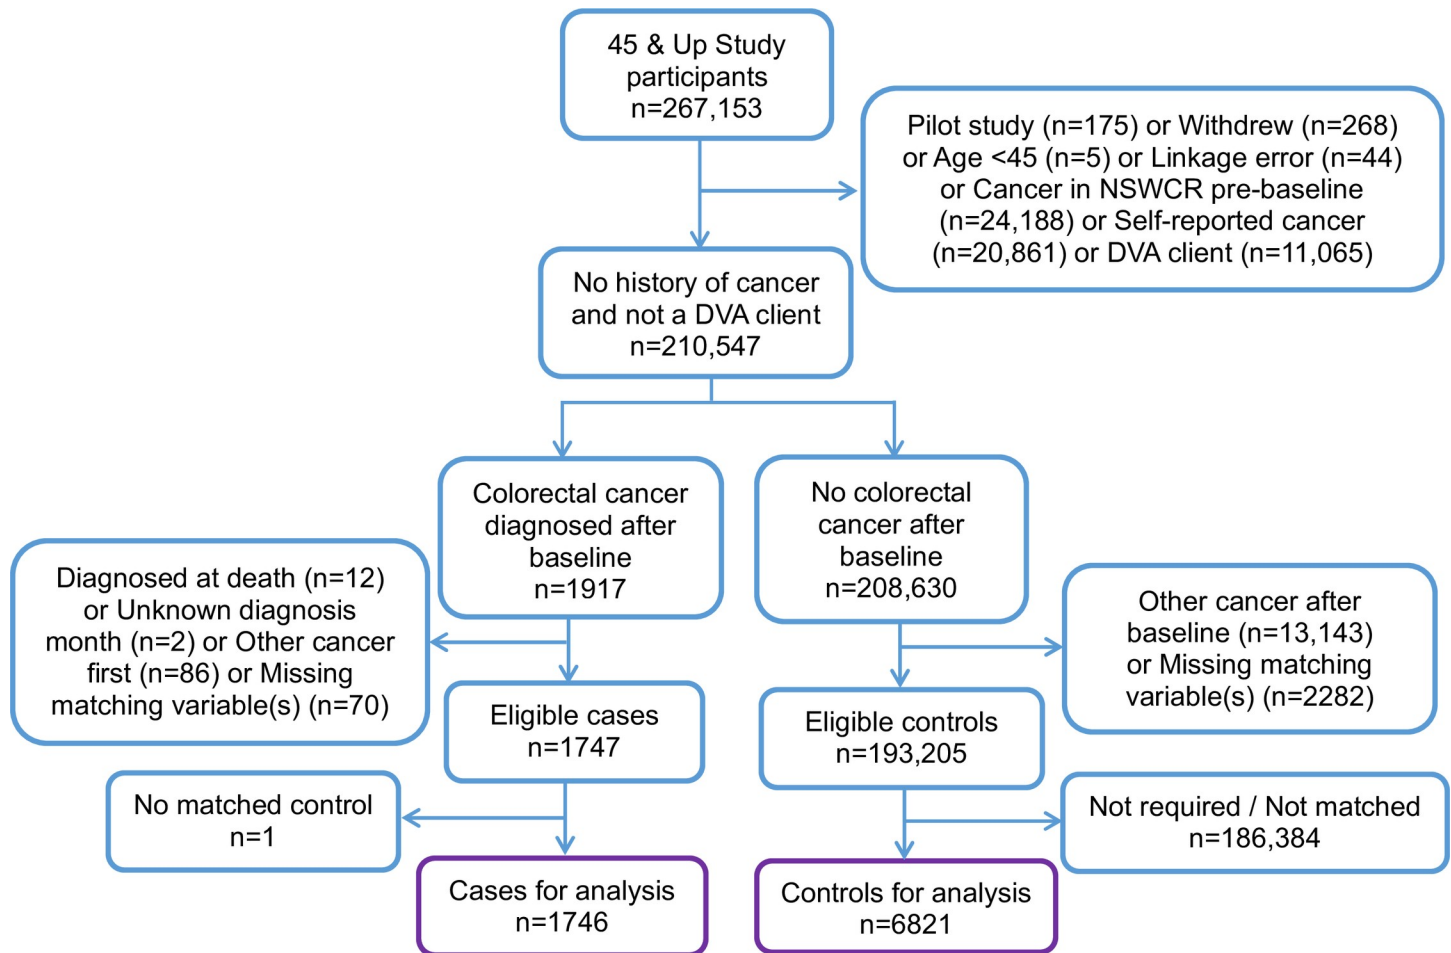 45 & Up Study
participants
n=267,153
Pilot study (n=175) or Withdrew (n=268)
or Age <45 (n=5) or Linkage error (n=44)
or Cancer in NSWCR pre-baseline
(n=24,188) or Self-reported cancer
(n=20,861) or DVA client (n=11,065)
No history of cancer
and not a DVA client
n=210,547
Colorectal cancer
diagnosed after
baseline
n=1917
No colorectal
cancer after
baseline
n=208,630
Diagnosed at death (n=12)
or Unknown diagnosis
month (n=2) or Other cancer
first (n=86) or Missing
matching variable(s) (n=70)
Other cancer after
baseline (n=13,143)
or Missing matching
variable(s) (n=2282)
Eligible cases
n=1747
Eligible controls
n=193,205
No matched control
n=1
Not required / Not matched
n=186,384
Cases for analysis
n=1746
Controls for analysis
n=6821